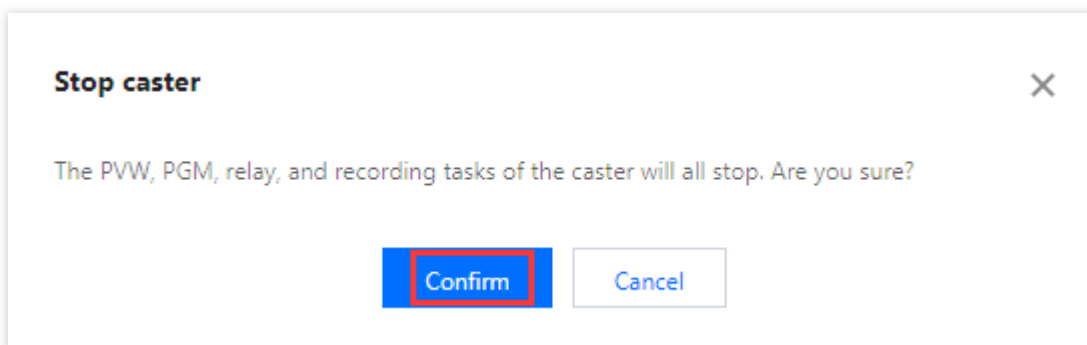 Stop caster
The PVW, PGM, relay, and recording tasks of the caster will all stop. Are you sure?
Confirm
Cancel